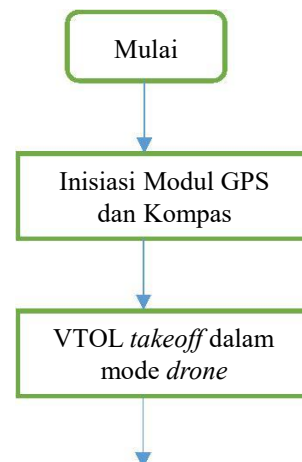 Mulai
Inisiasi Modul GPS
dan Kompas
VTOL takeoff dalam
mode drone